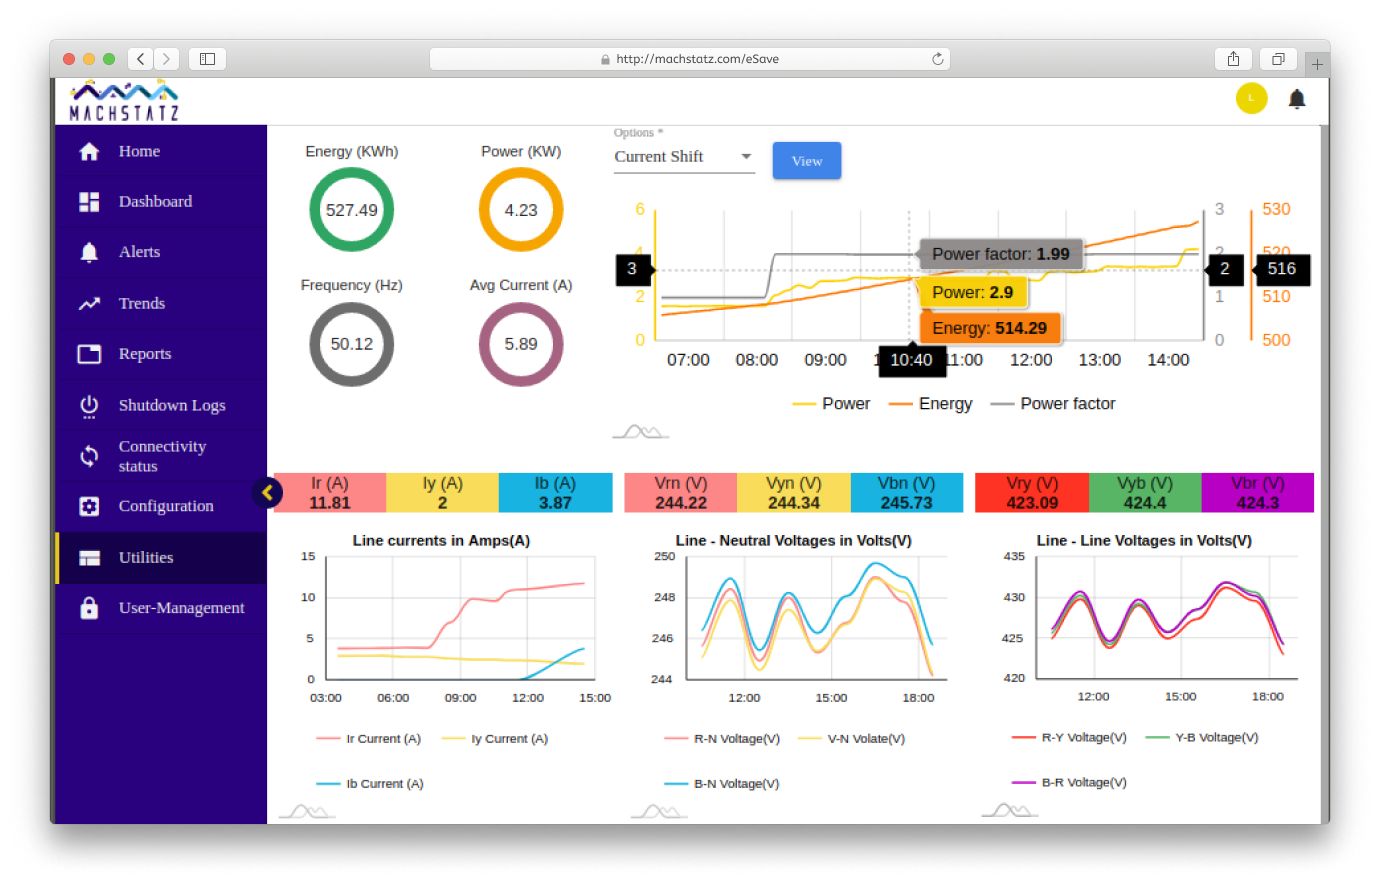 http://machstatz.com/eSave
MACHSTATZ
L
Home
Dashboard
Alerts
Trends
Reports
Shutdown Logs
Connectivity
status
Configuration
Utilities
User-Management
Energy (KWh)
527.49
Power (KW)
4.23
Frequency (Hz)
50.12
Avg Current (A)
5.89
Options *
Current Shift
View
6
4
2
0
3
3
2
1
0
2
530
520
510
500
516
Power factor: 1.99
Power: 2.9
Energy: 514.29
07:00 08:00 09:00 10:40 11:00 12:00 13:00 14:00
Power Energy Power factor
Ir (A) Iy (A) Ib (A)
11.81 2 3.87
Vrn (V) Vyn (V) Vbn (V)
244.22 244.34 245.73
Vry (V) Vyb (V) Vbr (V)
423.09 424.4 424.3
Line currents in Amps(A)
15
10
5
0
03:00 06:00 09:00 12:00 15:00
Ir Current (A) Iy Current (A)
Ib Current (A)
Line - Neutral Voltages in Volts(V)
250
248
246
244
12:00 15:00 18:00
R-N Voltage(V) V-N Volate(V)
B-N Voltage(V)
Line - Line Voltages in Volts(V)
435
430
425
420
12:00 15:00 18:00
R-Y Voltage(V) Y-B Voltage(V)
B-R Voltage(V)